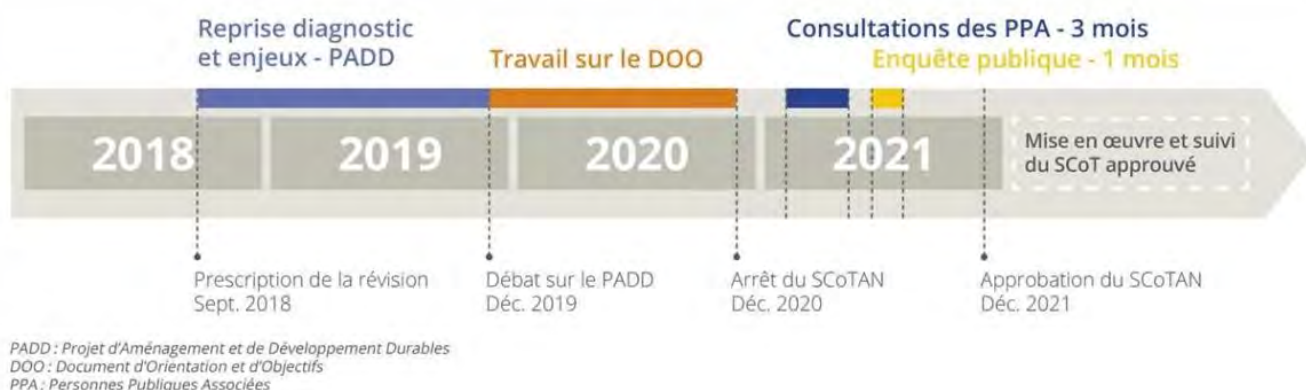 Reprise diagnostic
et enjeux - PADD
Travail sur le DOO
Consultations des PPA - 3 mois
Enquête publique - 1 mois
2018
2019
2020
2021
Mise en œuvre et suivi
du SCoT approuvé
Prescription de la révision
Sept. 2018
Débat sur le PADD
Déc. 2019
Arrêt du SCoTAN
Déc. 2020
Approbation du SCoTAN
Déc. 2021
PADD : Projet d'Aménagement et de Développement Durables
DOO : Document d'Orientation et d'Objectifs
PPA : Personnes Publiques Associées